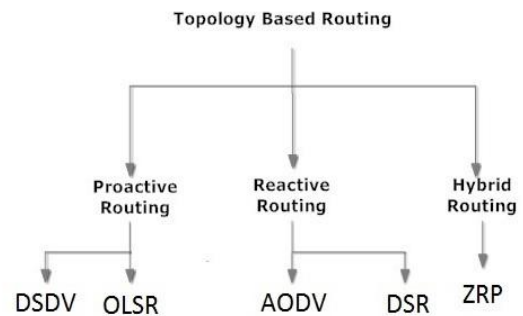 Topology Based Routing
Proactive
Routing
Reactive
Routing
Hybrid
Routing
DSDV
OLSR
AODV
DSR
ZRP